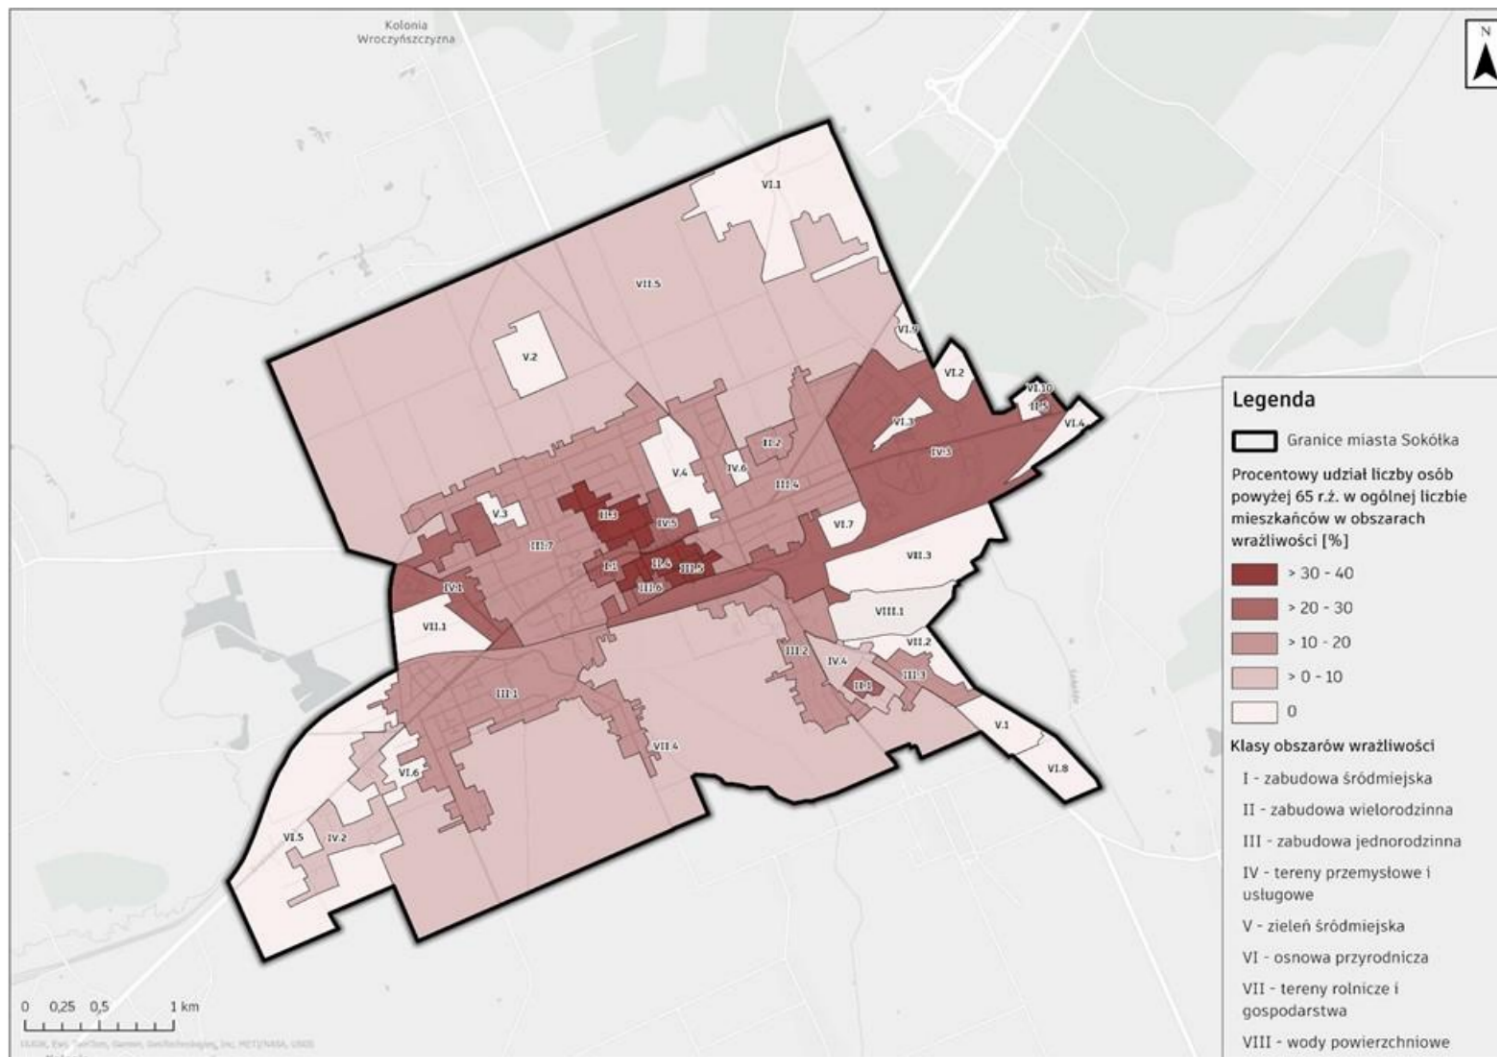 Kolonia
Wroczyńszczyzna
N
VI.1
VII.5
VI.9
V.2
VI.2
VI.10
II.5
VI.4
VI.3
IV.3
II.2
V.4
IV.6
III.4
V.3
II.3
IV.5
VI.7
III.7
VII.3
I.1
II.4
III.5
IV.1
III.6
VIII.1
VII.1
VII.2
III.2
IV.4
III.3
II.1
III.1
V.1
VII.4
VI.8
VI.6
VI.5
IV.2
Legenda
Granice miasta Sokółka
Procentowy udział liczby osób
powyżej 65 r.ż. w ogólnej liczbie
mieszkańców w obszarach
wrażliwości [%]
> 30 - 40
> 20 - 30
> 10 - 20
> 0 - 10
0
Klasy obszarów wrażliwości
I - zabudowa śródmiejska
II - zabudowa wielorodzinna
III - zabudowa jednorodzinna
IV - tereny przemysłowe i
usługowe
V - zieleń śródmiejska
VI - osnowa przyrodnicza
VII - tereny rolnicze i
gospodarstwa
VIII - wody powierzchniowe
0 0,25 0,5 1 km